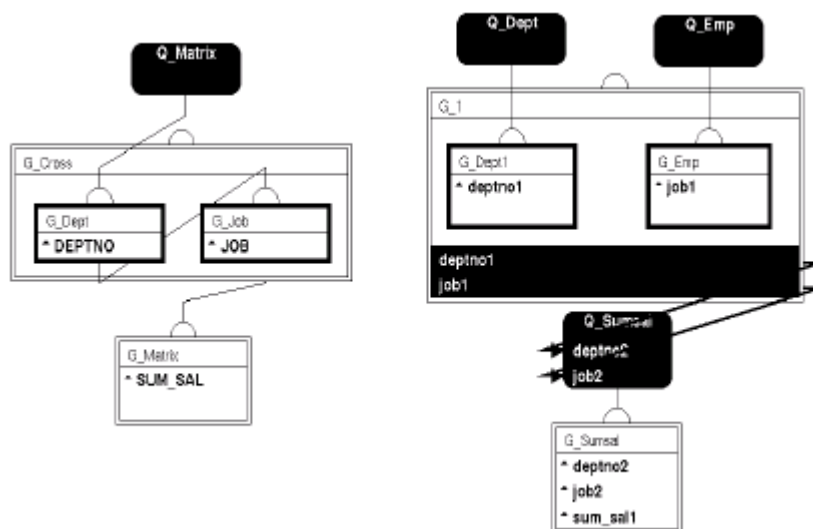 Q_Matrix
G_Cross
G_Dept
^ DEPTNO
G_Job
^ JOB
G_Matrix
^ SUM_SAL
Q_Dept
Q_Emp
G_1
G_Dept1
^ deptno1
G_Emp
^ job1
deptno1
job1
Q_Sumsal
deptno2
job2
G_Sumsal
^ deptno2
^ job2
^ sum_sal1